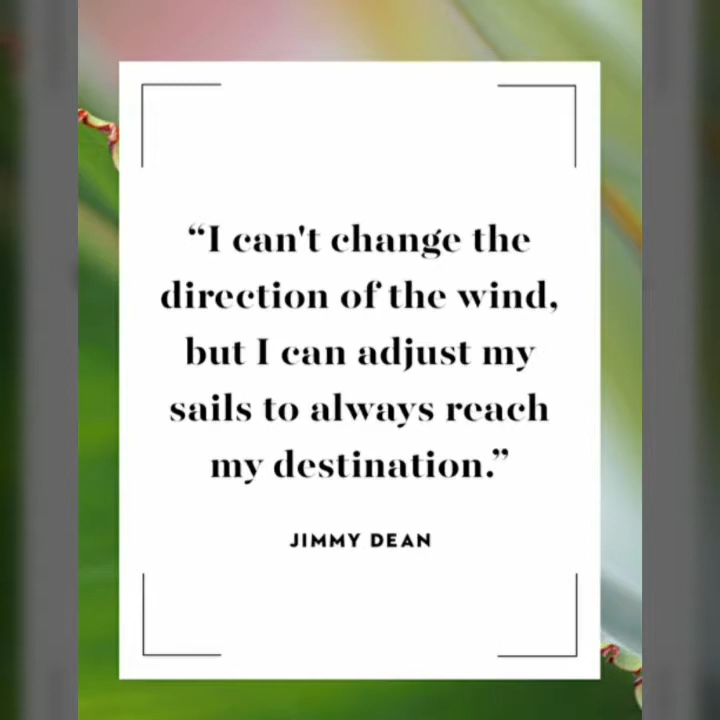 “I can't change the
direction of the wind,
but I can adjust my
sails to always reach
my destination.”
JIMMY DEAN